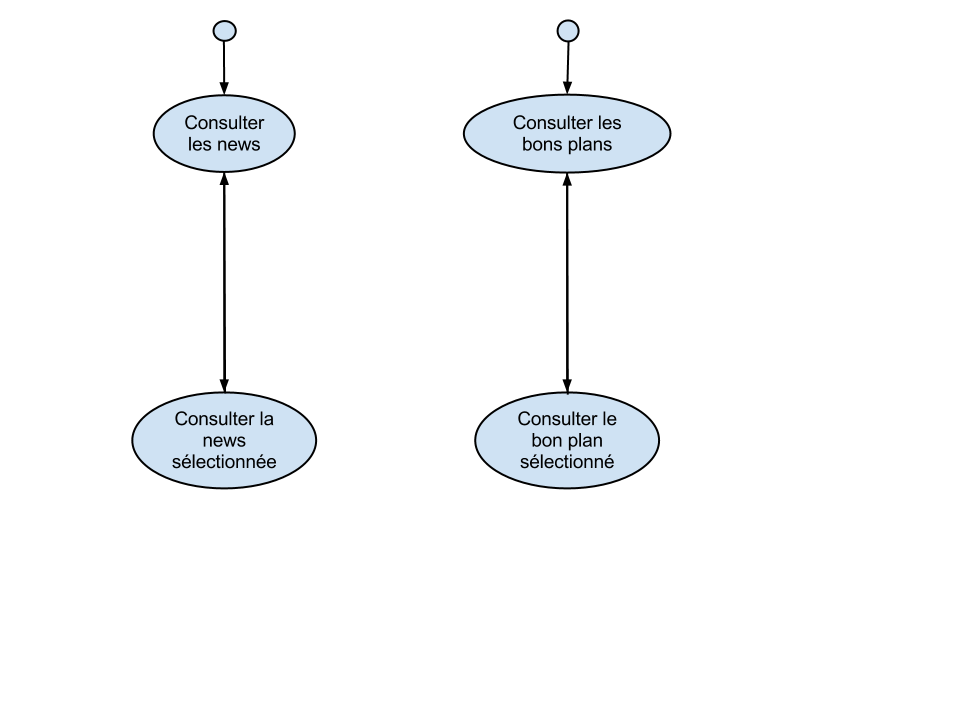 Consulter
les news
Consulter les
bons plans
Consulter la
news
sélectionnée
Consulter le
bon plan
sélectionné